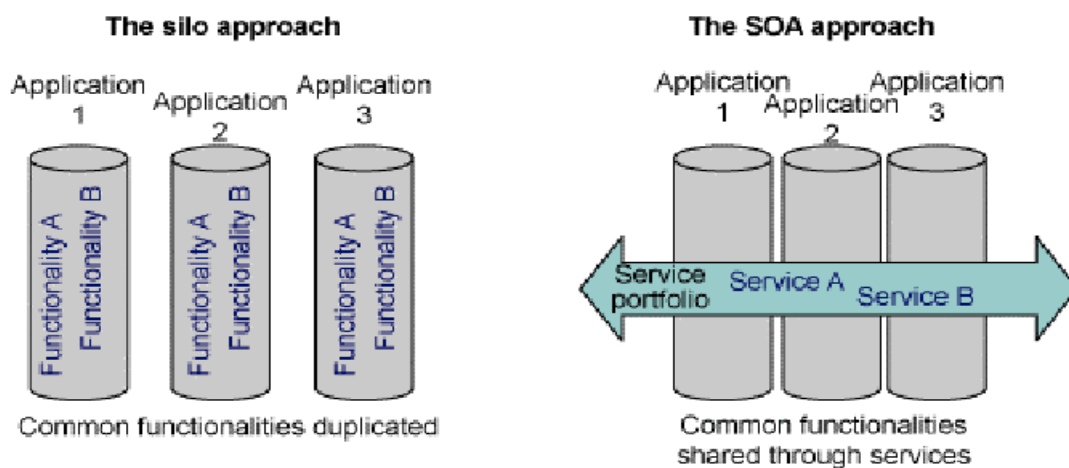 The silo approach
Application
1
Application
2
Application
3
Functionality A
Functionality B
Functionality A
Functionality B
Functionality A
Functionality B
Common functionalities duplicated
The SOA approach
Application
1
Application
2
Application
3
Service
portfolio
Service A
Service B
Common functionalities
shared through services